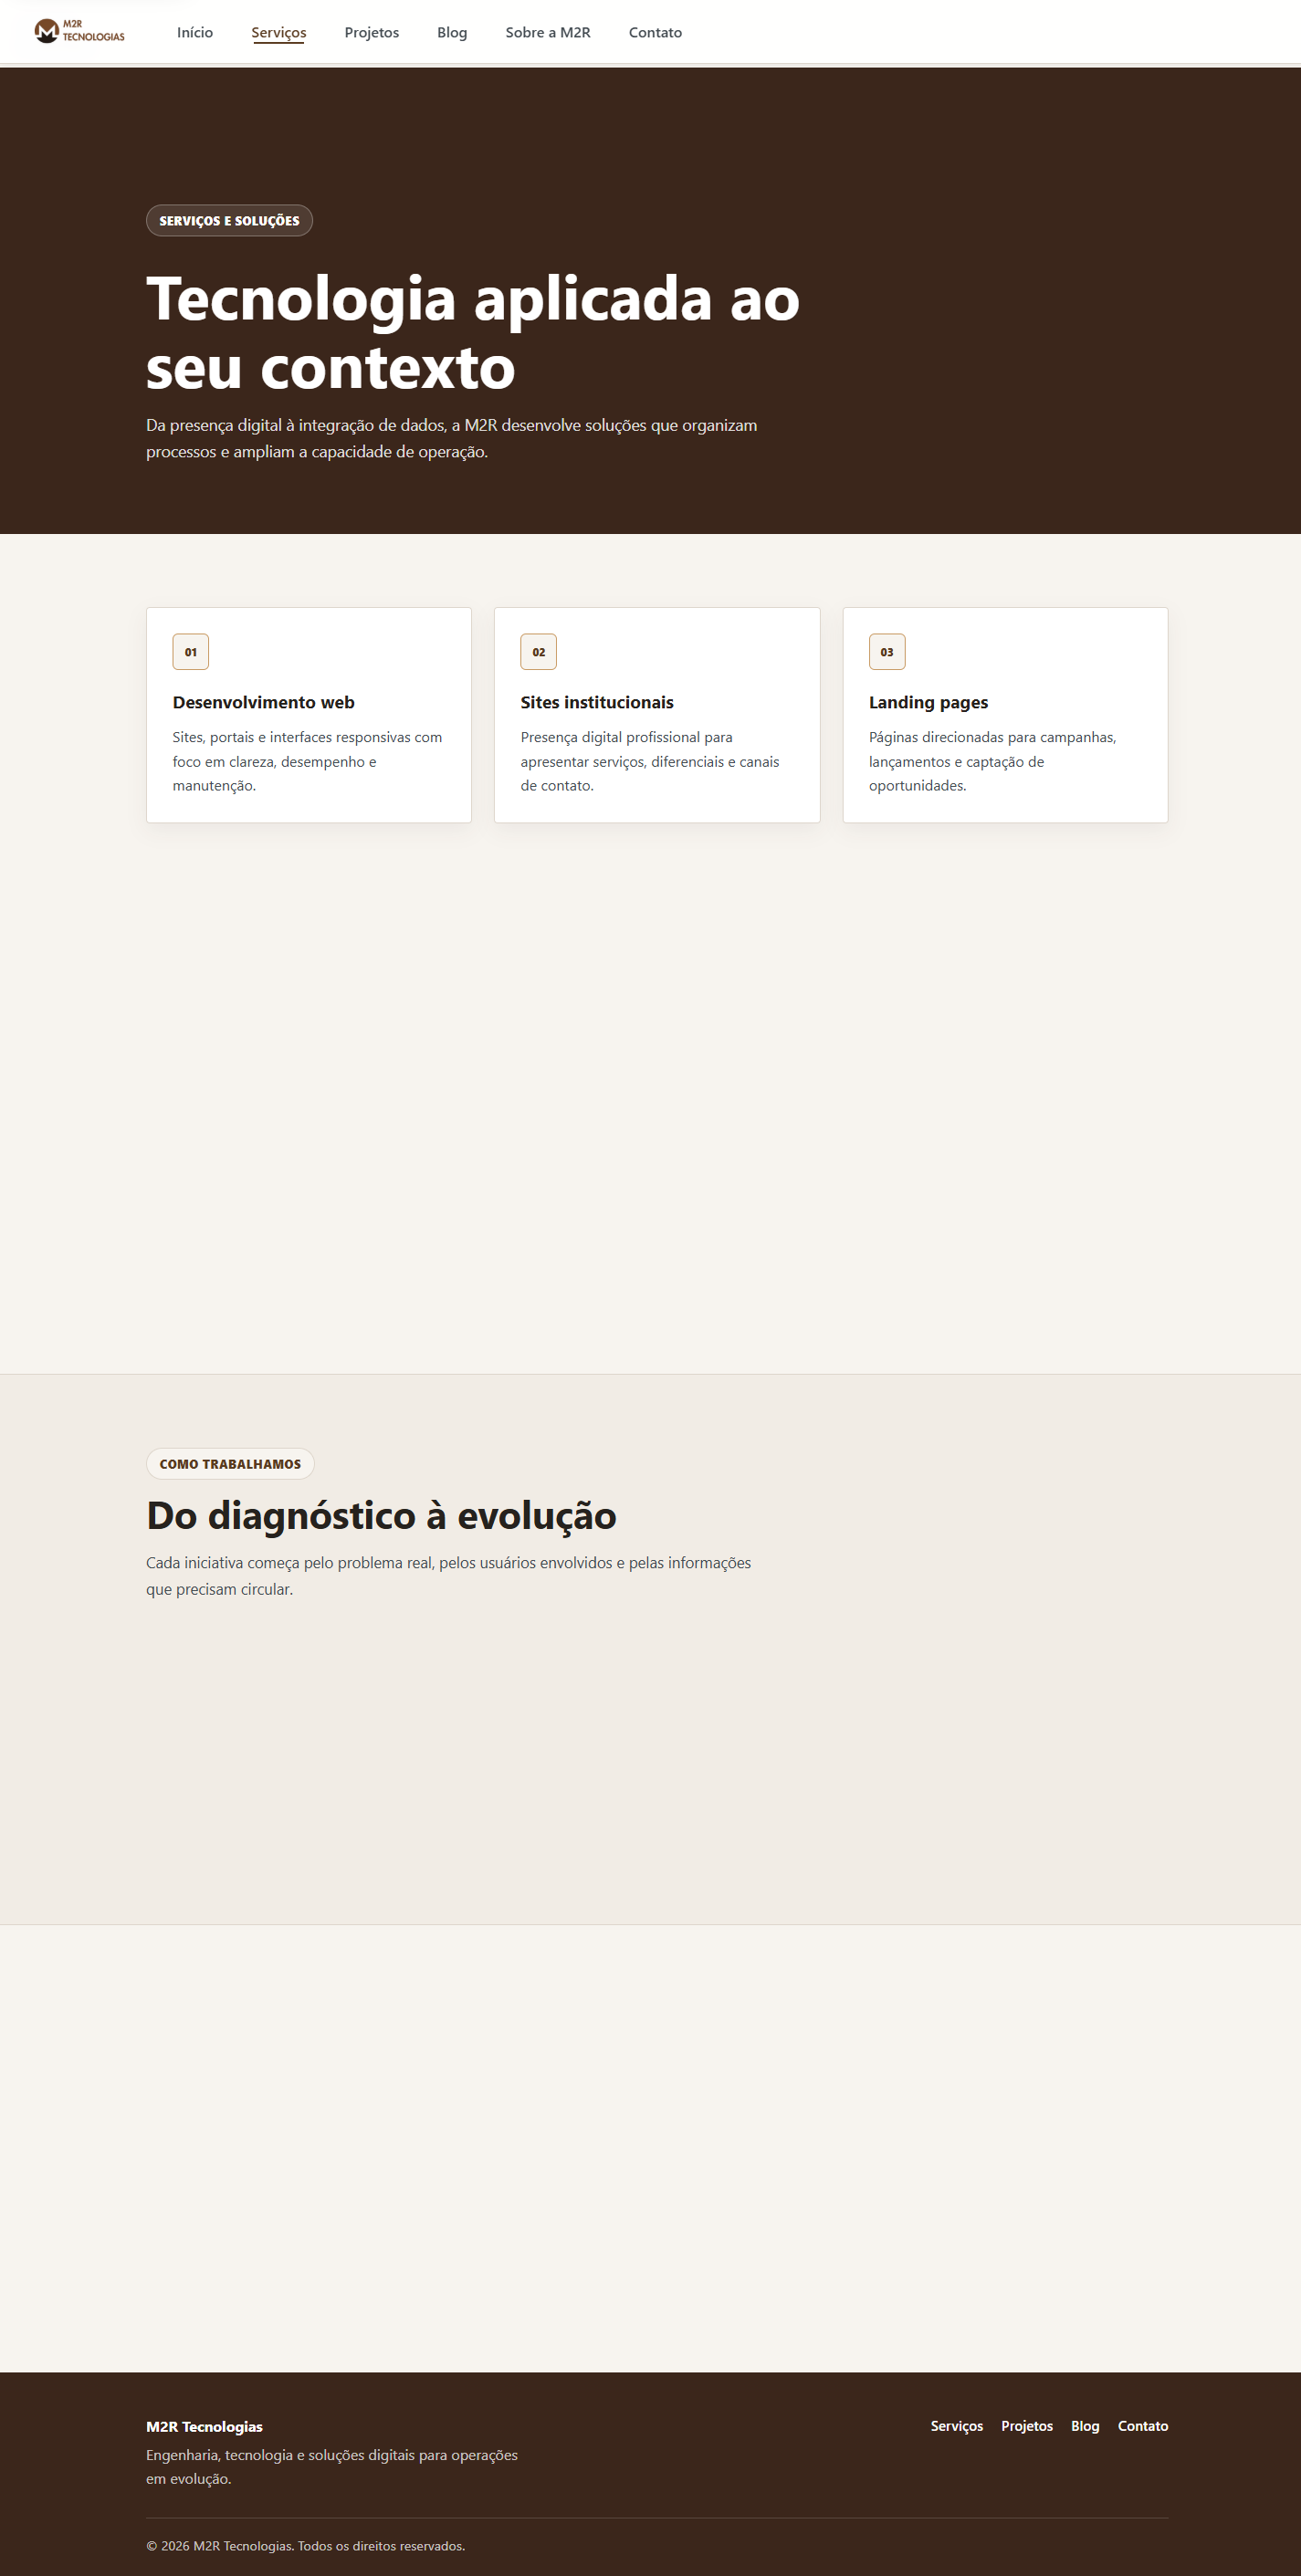 M2R
TECNOLOGIAS
Início
Serviços
Projetos
Blog
Sobre a M2R
Contato
SERVIÇOS E SOLUÇÕES
Tecnologia aplicada ao
seu contexto
Da presença digital à integração de dados, a M2R desenvolve soluções que organizam
processos e ampliam a capacidade de operação.
01
Desenvolvimento web
Sites, portais e interfaces responsivas com
foco em clareza, desempenho e
manutenção.
02
Sites institucionais
Presença digital profissional para
apresentar serviços, diferenciais e canais
de contato.
03
Landing pages
Páginas direcionadas para campanhas,
lançamentos e captação de
oportunidades.
COMO TRABALHAMOS
Do diagnóstico à evolução
Cada iniciativa começa pelo problema real, pelos usuários envolvidos e pelas informações
que precisam circular.
M2R Tecnologias
Engenharia, tecnologia e soluções digitais para operações
em evolução.
Serviços
Projetos
Blog
Contato
© 2026 M2R Tecnologias. Todos os direitos reservados.